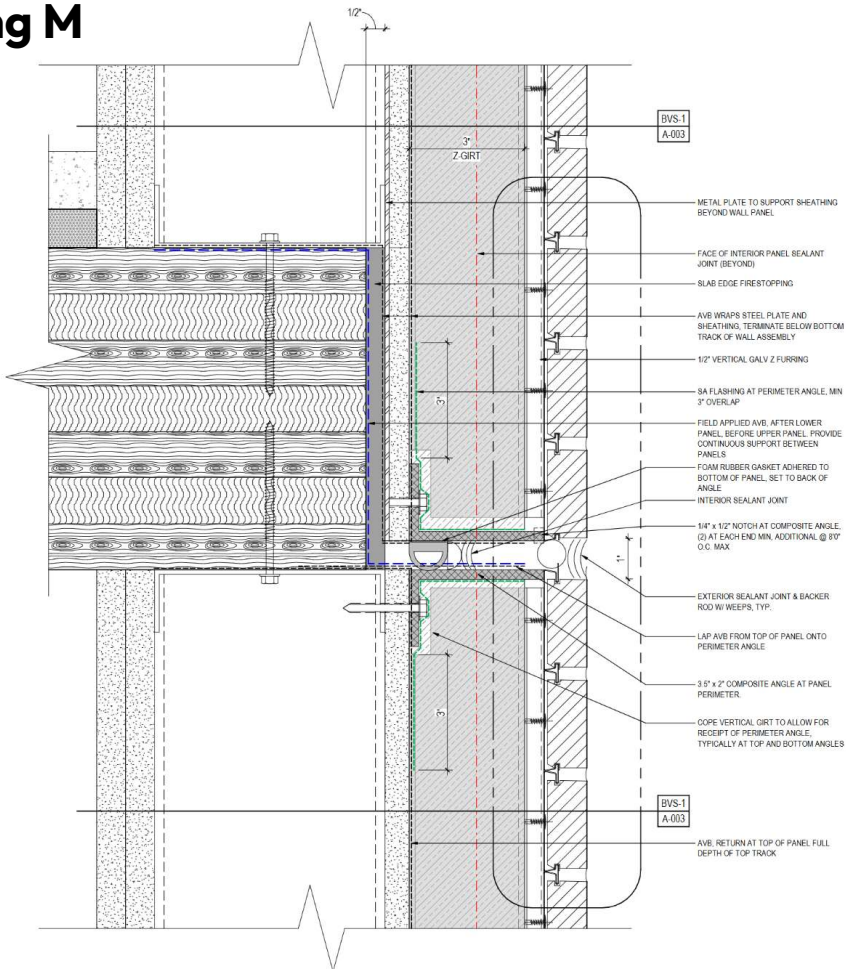 ng M
1/2"
BVS-1
A-003
3"
Z-GIRT
METAL PLATE TO SUPPORT SHEATHING
BEYOND WALL PANEL
FACE OF INTERIOR PANEL SEALANT
JOINT (BEYOND)
SLAB EDGE FIRESTOPPING
AVB WRAPS STEEL PLATE AND
SHEATHING, TERMINATE BELOW BOTTOM
TRACK OF WALL ASSEMBLY
1/2" VERTICAL GALV Z FURRING
SA FLASHING AT PERIMETER ANGLE, MIN
3" OVERLAP
3"
FIELD APPLIED AVB, AFTER LOWER
PANEL, BEFORE UPPER PANEL. PROVIDE
CONTINUOUS SUPPORT BETWEEN
PANELS
FOAM RUBBER GASKET ADHERED TO
BOTTOM OF PANEL, SET TO BACK OF
ANGLE
INTERIOR SEALANT JOINT
1/4" x 1/2" NOTCH AT COMPOSITE ANGLE,
(2) AT EACH END MIN, ADDITIONAL @ 8'0"
O.C. MAX
1"
EXTERIOR SEALANT JOINT & BACKER
ROD W/ WEEPS, TYP.
LAP AVB FROM TOP OF PANEL ONTO
PERIMETER ANGLE
3.5" x 2" COMPOSITE ANGLE AT PANEL
PERIMETER.
3"
COPE VERTICAL GIRT TO ALLOW FOR
RECEIPT OF PERIMETER ANGLE,
TYPICALLY AT TOP AND BOTTOM ANGLES
BVS-1
A-003
AVB, RETURN AT TOP OF PANEL FULL
DEPTH OF TOP TRACK